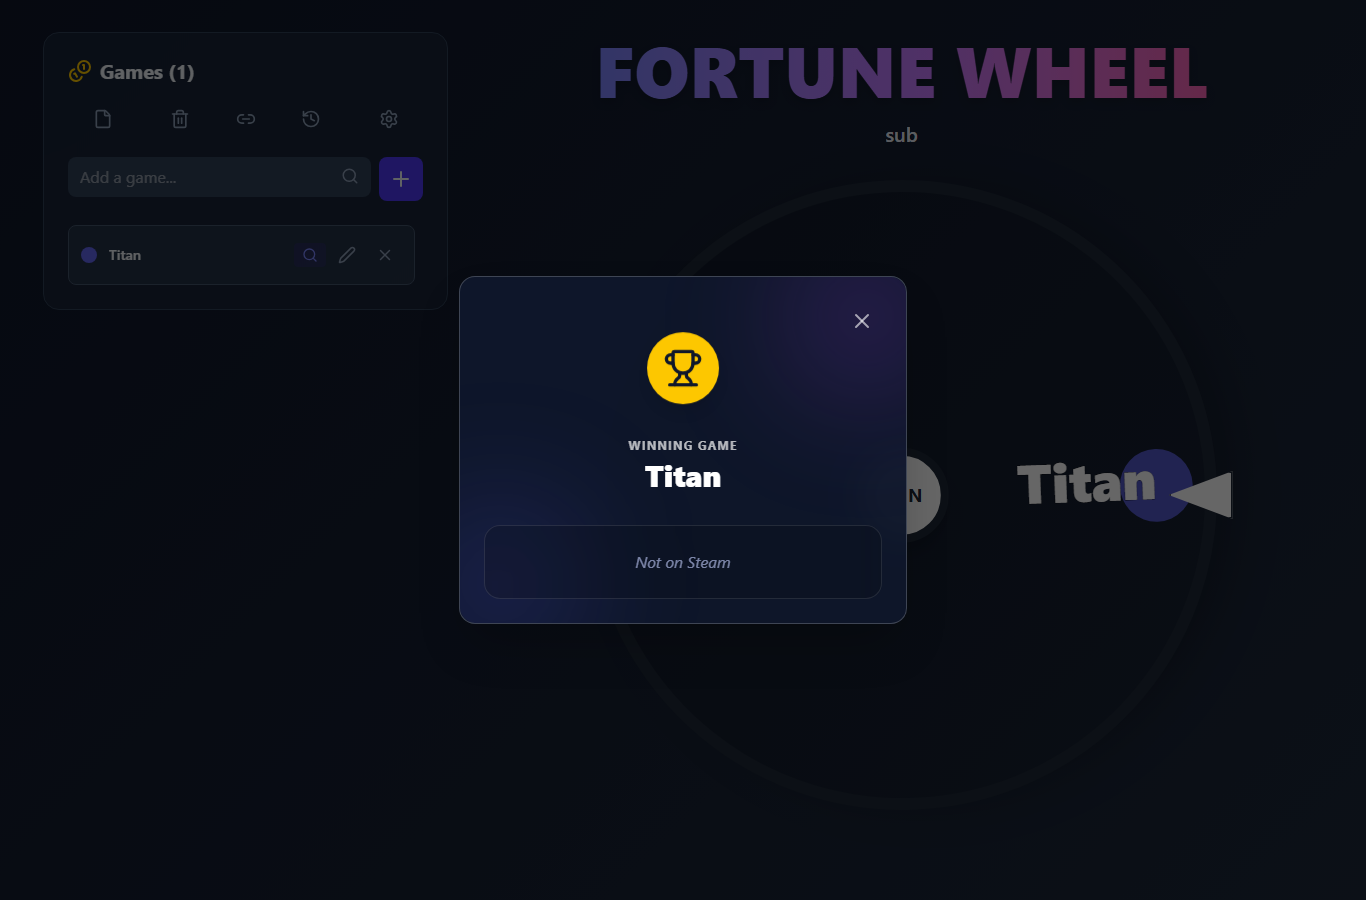 Games (1)
FORTUNE WHEEL
sub
Add a game...
Titan
WINNING GAME
Titan
Not on Steam
N
Titan